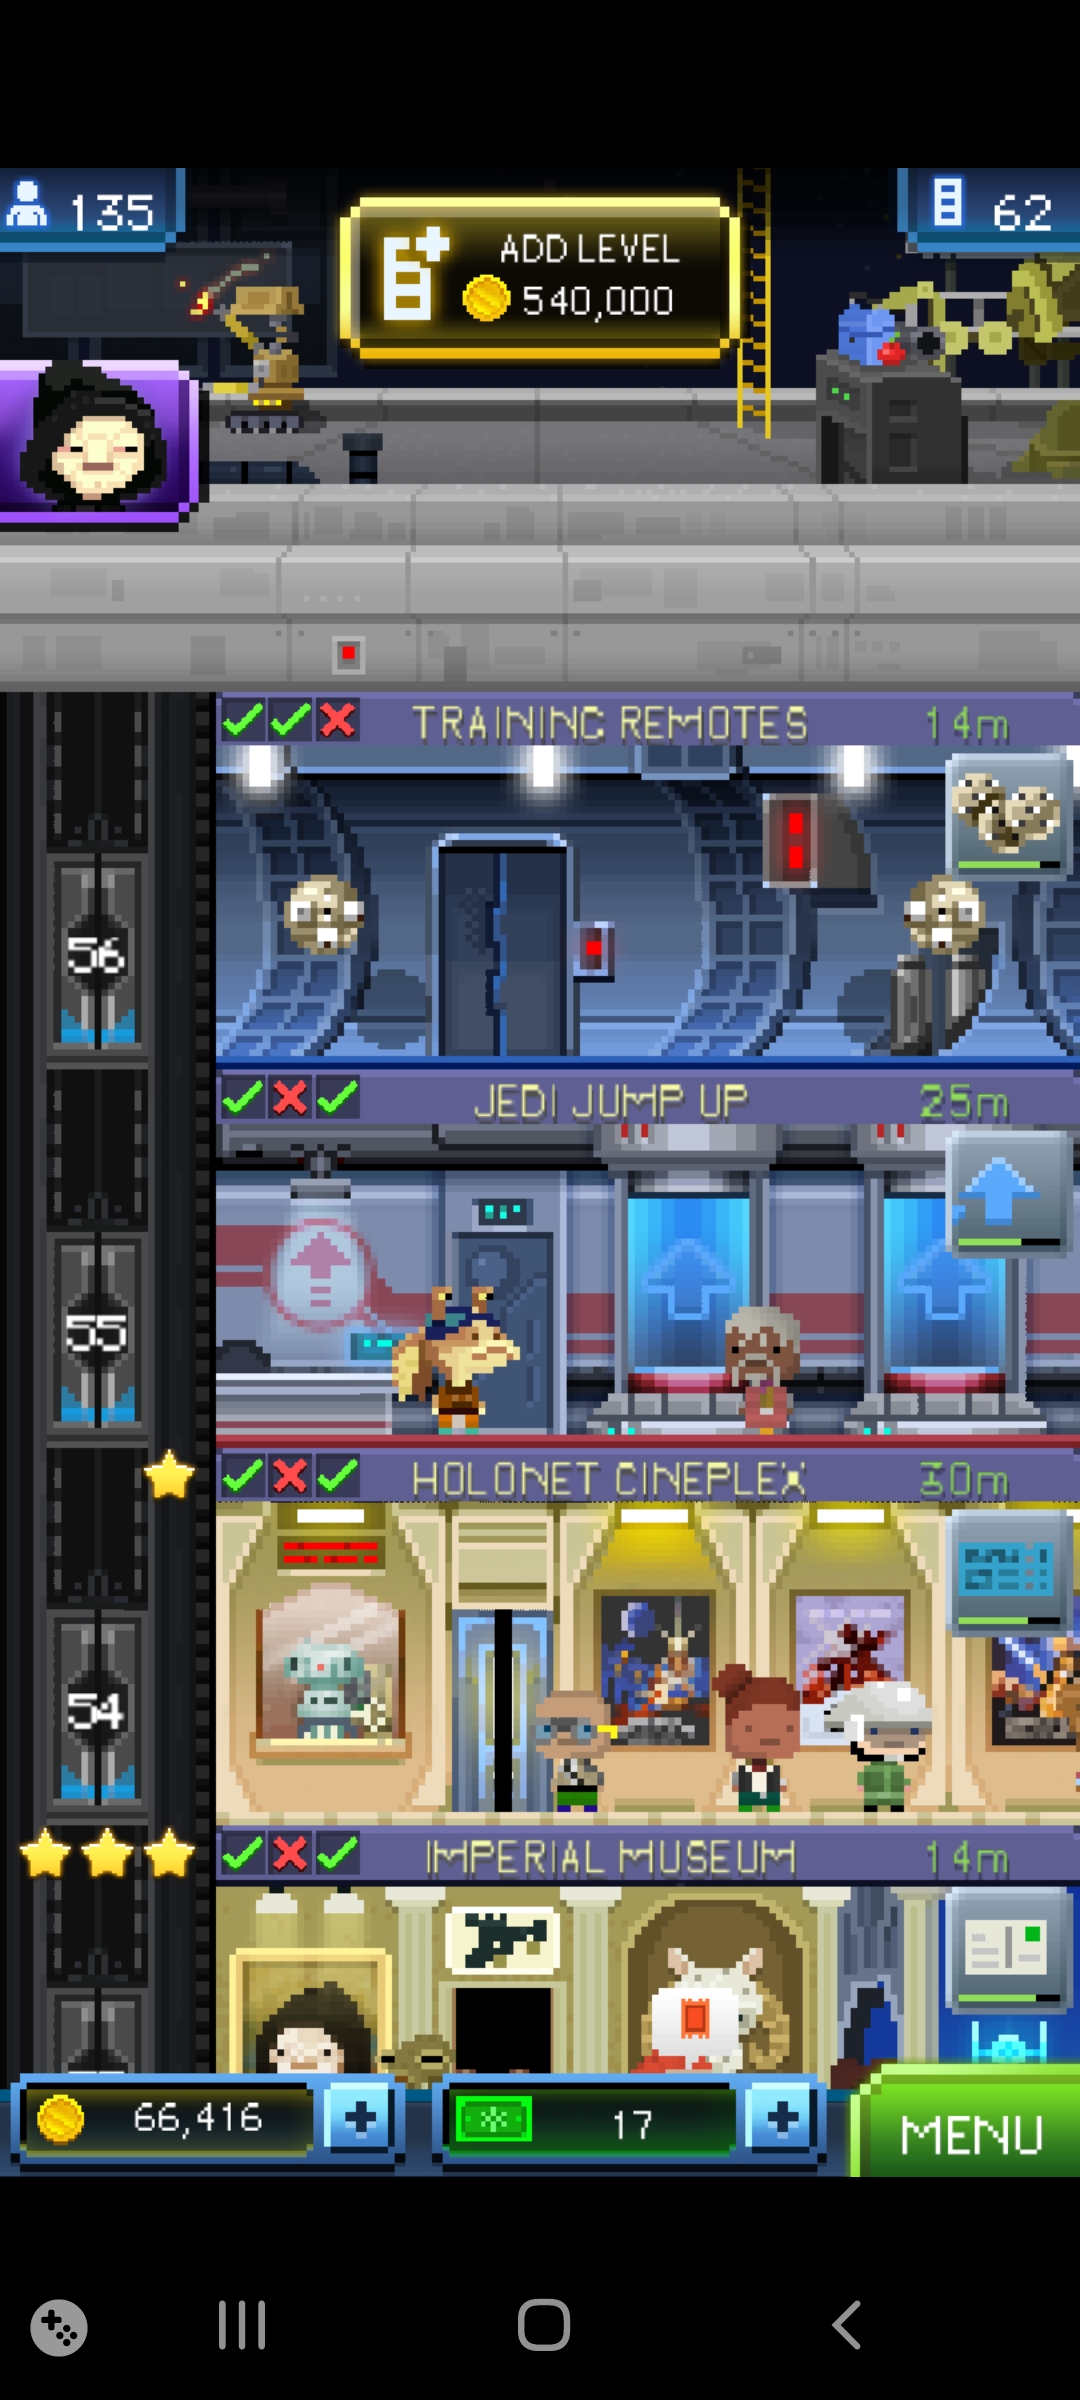 135
ADD LEVEL
540,000
62
TRAINING REMOTES 14m
56
JEDI JUMP UP 25m
55
HOLONET CINEPLEX 30m
54
IMPERIAL MUSEUM 14m
66,416
17
MENU